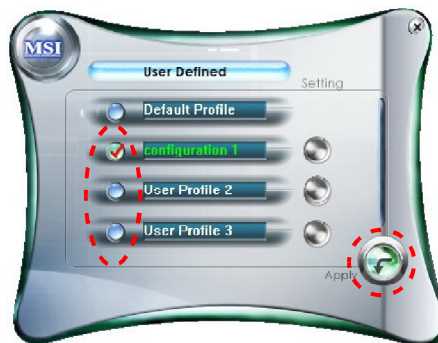 MSI
User Defined
Setting
Default Profile
configuration 1
User Profile 2
User Profile 3
Apply